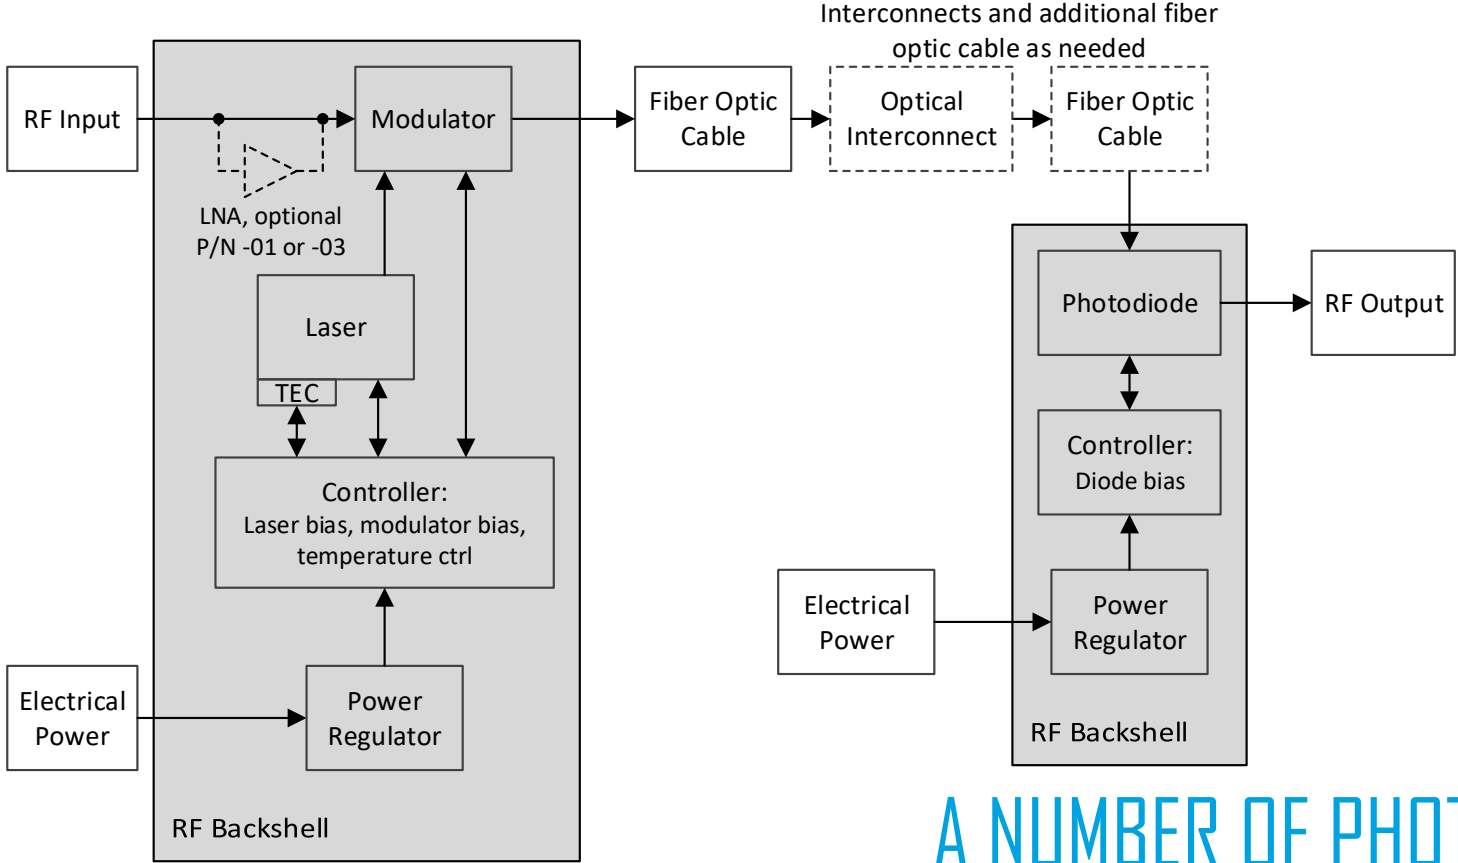 Interconnects and additional fiber
optic cable as needed
RF Input
Modulator
Fiber Optic
Cable
Optical
Interconnect
Fiber Optic
Cable
LNA, optional
P/N -01 or -03
Laser
TEC
Controller:
Laser bias, modulator bias,
temperature ctrl
Electrical
Power
Power
Regulator
RF Backshell
Photodiode
RF Output
Controller:
Diode bias
Electrical
Power
Power
Regulator
RF Backshell
A NUMBER OF